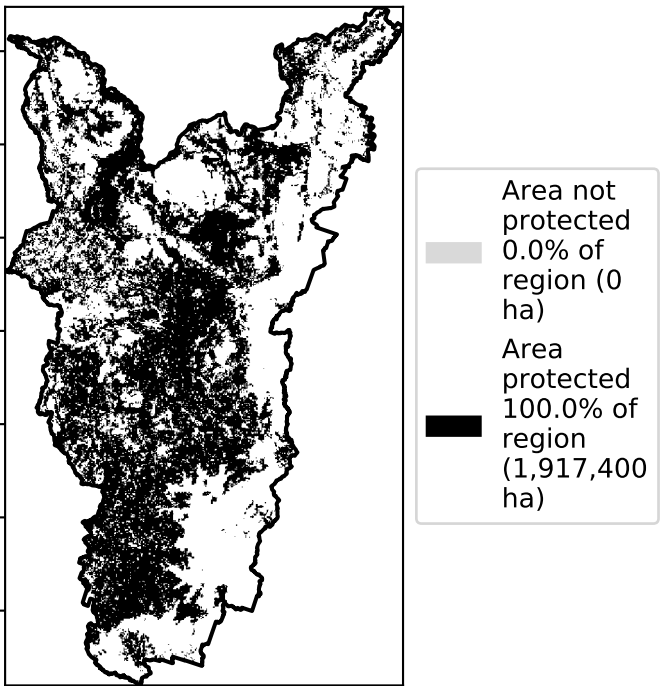 Area not
protected
0.0% of
region (0
ha)
Area
protected
100.0% of
region
(1,917,400
ha)